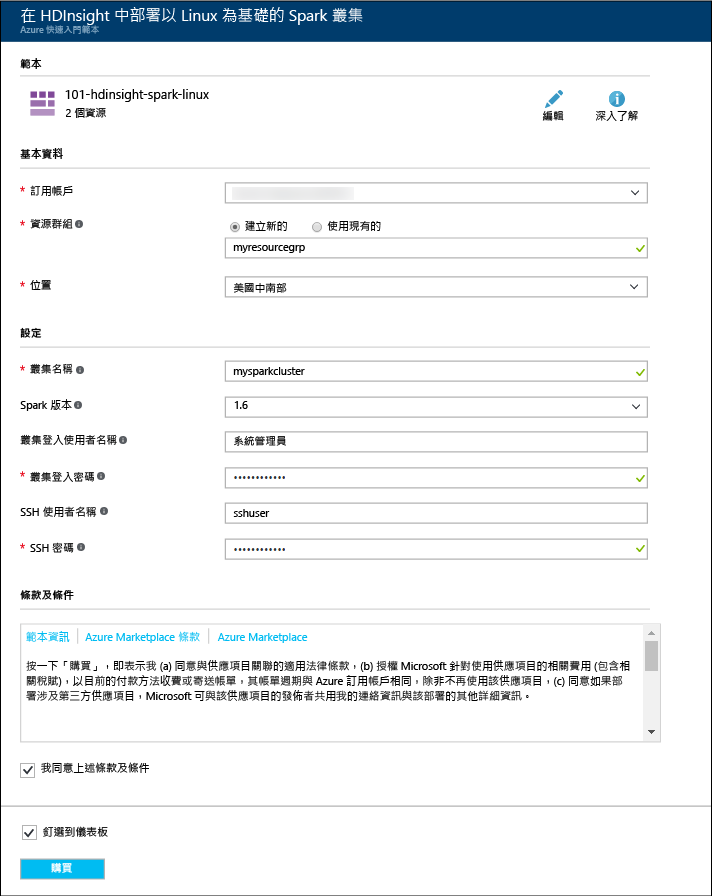 在 HDInsight 中部署以 Linux 為基礎的 Spark 叢集
Azure 快速入門範本
範本
101-hdinsight-spark-linux
2 個資源
編輯
深入了解
基本資料
* 訂用帳戶
* 資源群組
建立新的
使用現有的
myresourcegrp
* 位置
美國中南部
設定
* 叢集名稱
mysparkcluster
Spark 版本
1.6
叢集登入使用者名稱
系統管理員
* 叢集登入密碼
••••••••••••
SSH 使用者名稱
sshuser
* SSH 密碼
••••••••••••
條款及條件
範本資訊 | Azure Marketplace 條款 | Azure Marketplace
按一下「購買」，即表示我 (a) 同意與供應項目關聯的適用法律條款，(b) 授權 Microsoft 針對使用供應項目的相關費用 (包含相
關稅賦)，以目前的付款方法收費或寄送帳單，其帳單週期與 Azure 訂用帳戶相同，除非不再使用該供應項目，(c) 同意如果部
署涉及第三方供應項目，Microsoft 可與該供應項目的發佈者共用我的連絡資訊與該部署的其他詳細資訊。
我同意上述條款及條件
釘選到儀表板
購買